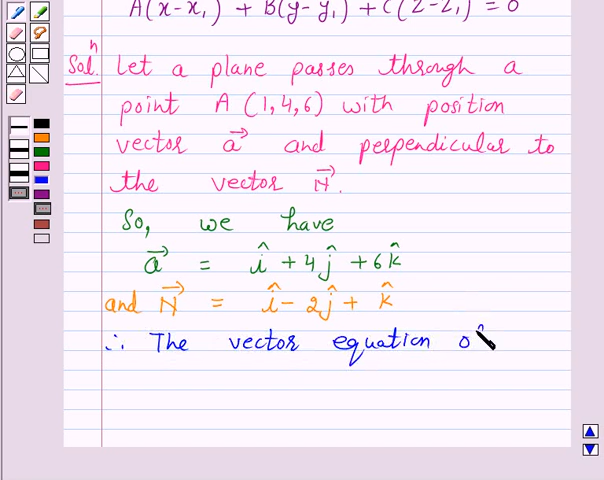 A(x-x₁) + B(y-y₁) + C(z-z₁) = 0
Solⁿ. Let a plane passes through a
point A (1,4,6) with position
vector a⃗ and perpendicular to
the vector N⃗.
So, we have
a⃗ = î + 4ĵ + 6k̂
and N⃗ = î - 2ĵ + k̂
∴ The vector equation o